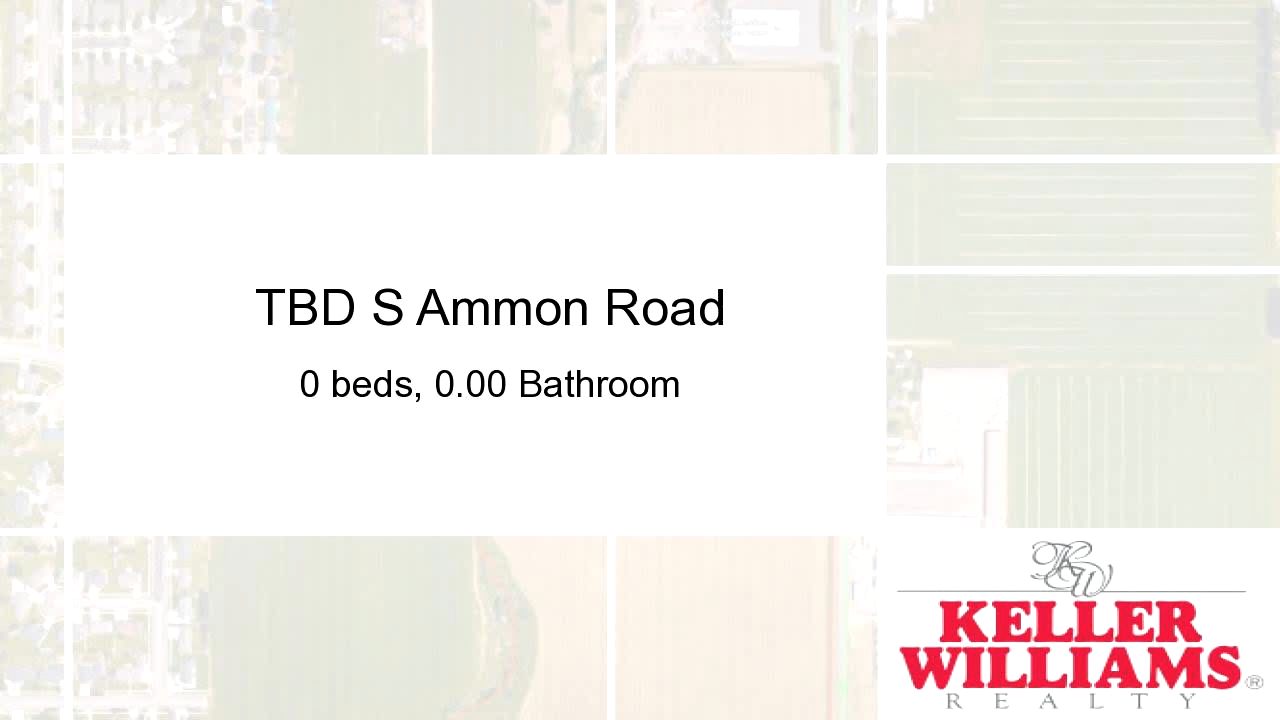 TBD S Ammon Road
0 beds, 0.00 Bathroom
KW
KELLER
WILLIAMS®
REALTY